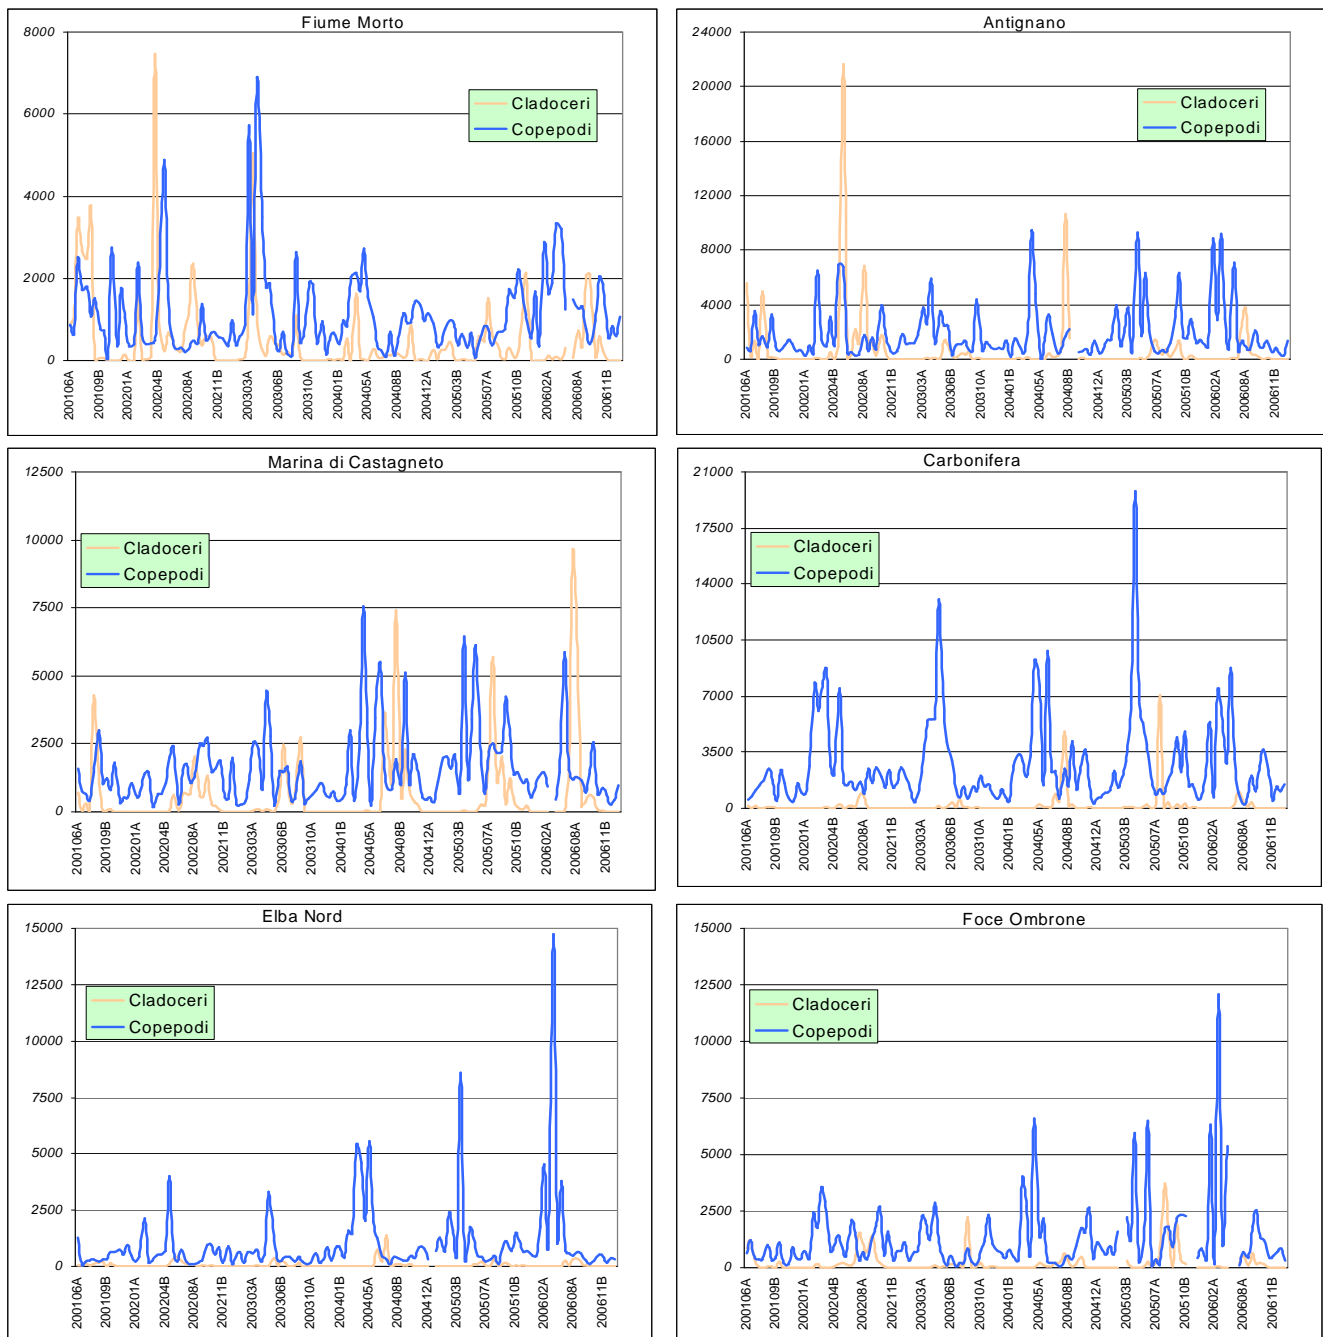 Fiume Morto
8000
6000
4000
2000
0
Cladoceri
Copepodi
200106A
200109B
200201A
200204B
200208A
200211B
200303A
200306B
200310A
200401B
200405A
200408B
200412A
200503B
200507A
200510B
200602A
200608A
200611B
Antignano
24000
20000
16000
12000
8000
4000
0
Cladoceri
Copepodi
200106A
200109B
200201A
200204B
200208A
200211B
200303A
200306B
200310A
200401B
200405A
200408B
200412A
200503B
200507A
200510B
200602A
200608A
200611B
Marina di Castagneto
12500
10000
7500
5000
2500
0
Cladoceri
Copepodi
200106A
200109B
200201A
200204B
200208A
200211B
200303A
200306B
200310A
200401B
200405A
200408B
200412A
200503B
200507A
200510B
200602A
200608A
200611B
Carbonifera
21000
17500
14000
10500
7000
3500
0
Cladoceri
Copepodi
200106A
200109B
200201A
200204B
200208A
200211B
200303A
200306B
200310A
200401B
200405A
200408B
200412A
200503B
200507A
200510B
200602A
200608A
200611B
Elba Nord
15000
12500
10000
7500
5000
2500
0
Cladoceri
Copepodi
200106A
200109B
200201A
200204B
200208A
200211B
200303A
200306B
200310A
200401B
200405A
200408B
200412A
200503B
200507A
200510B
200602A
200608A
200611B
Foce Ombrone
15000
12500
10000
7500
5000
2500
0
Cladoceri
Copepodi
200106A
200109B
200201A
200204B
200208A
200211B
200303A
200306B
200310A
200401B
200405A
200408B
200412A
200503B
200507A
200510B
200602A
200608A
200611B